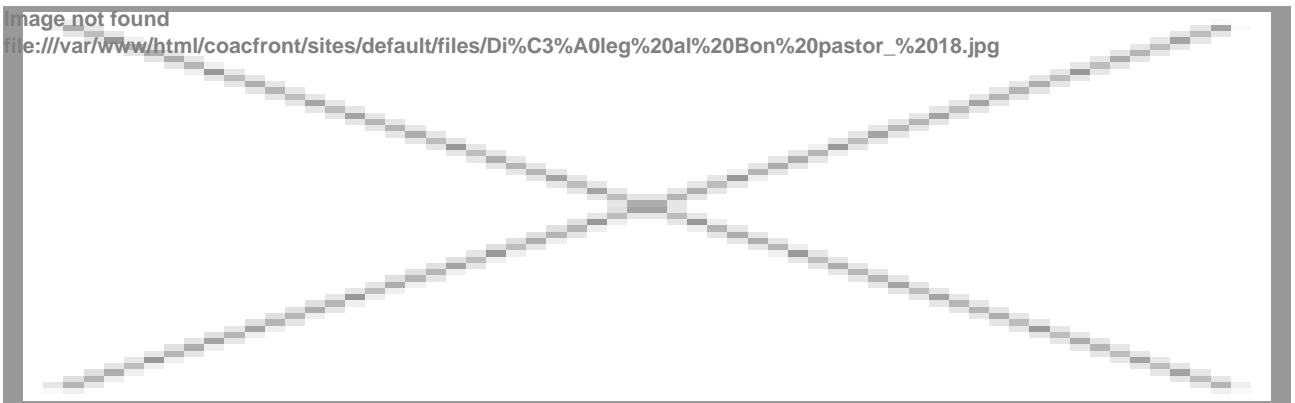 Image not found
file:///var/www/html/coacfront/sites/default/files/Di%C3%A0leg%20al%20Bon%20pastor_%2018.jpg